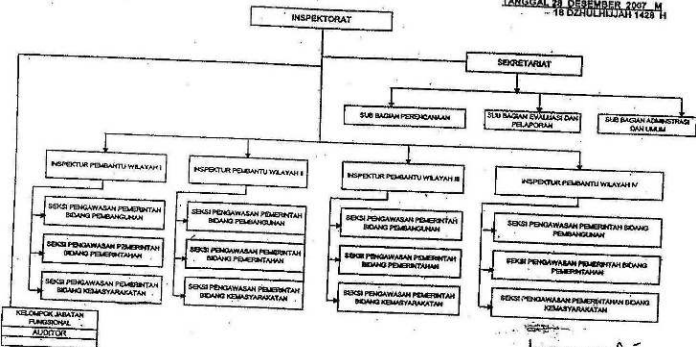 TANGGAL 28 DESEMBER 2007 M
18 DZHULHIJJAH 1428 H
INSPEKTORAT
SEKRETARIAT
SUB BAGIAN PERENCANAAN
SUB BAGIAN EVALUASI DAN
PELAPORAN
SUB BAGIAN ADMINISTRASI
DAN UMUM
INSPEKTUR PEMBANTU WILAYAH I
SEKSI PENGAWASAN PEMERINTAH
BIDANG PEMBANGUNAN
SEKSI PENGAWASAN PEMERINTAH
BIDANG PEMERINTAHAN
SEKSI PENGAWASAN PEMERINTAH
BIDANG KEMASYARAKATAN
INSPEKTUR PEMBANTU WILAYAH II
SEKSI PENGAWASAN PEMERINTAH
BIDANG PEMBANGUNAN
SEKSI PENGAWASAN PEMERINTAH
BIDANG PEMERINTAHAN
SEKSI PENGAWASAN PEMERINTAH
BIDANG KEMASYARAKATAN
INSPEKTUR PEMBANTU WILAYAH III
SEKSI PENGAWASAN PEMERINTAH
BIDANG PEMBANGUNAN
SEKSI PENGAWASAN PEMERINTAH
BIDANG PEMERINTAHAN
SEKSI PENGAWASAN PEMERINTAH
BIDANG KEMASYARAKATAN
INSPEKTUR PEMBANTU WILAYAH IV
SEKSI PENGAWASAN PEMERINTAH BIDANG
PEMBANGUNAN
SEKSI PENGAWASAN PEMERINTAH BIDANG
PEMERINTAHAN
SEKSI PENGAWASAN PEMERINTAHAN BIDANG
KEMASYARAKATAN
KELOMPOK JABATAN
FUNGSIONAL
AUDITOR